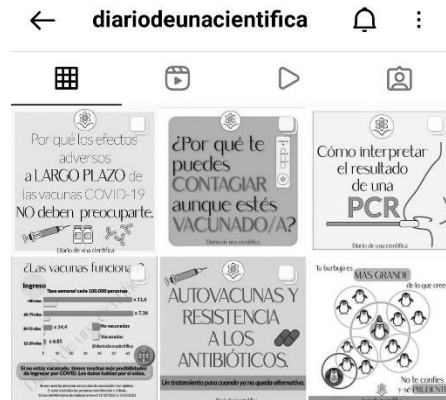 diariodeunacientifica
Por qué los efectos
adversos
a LARGO PLAZO de
las vacunas COVID-19
NO deben preocuparte.
Diario de una científica
¿Por qué te
puedes
CONTAGIAR
aunque estés
VACUNADO/A?
Diario de una científica
Cómo interpretar
el resultado
de una
PCR
Diario de una científica
¿Las vacunas funciona
Ingreso
Tasa semanal cada 100.000 personas
x 11,6
x 7,36
x 14,4
x 6,85
No vacunados
Vacunados
@diariodeunacientifica
Si no estás vacunado, tienes muchas más posibilidades
de ingresar por COVID. Los datos hablan por sí solos.
AUTOVACUNAS Y
RESISTENCIA
A LOS
ANTIBIÓTICOS.
Un tratamiento para cuando ya no queda alternativa.
Tu burbuja es
MAS GRANDE
de lo que cree
No te confíes
y sé PRUDENT